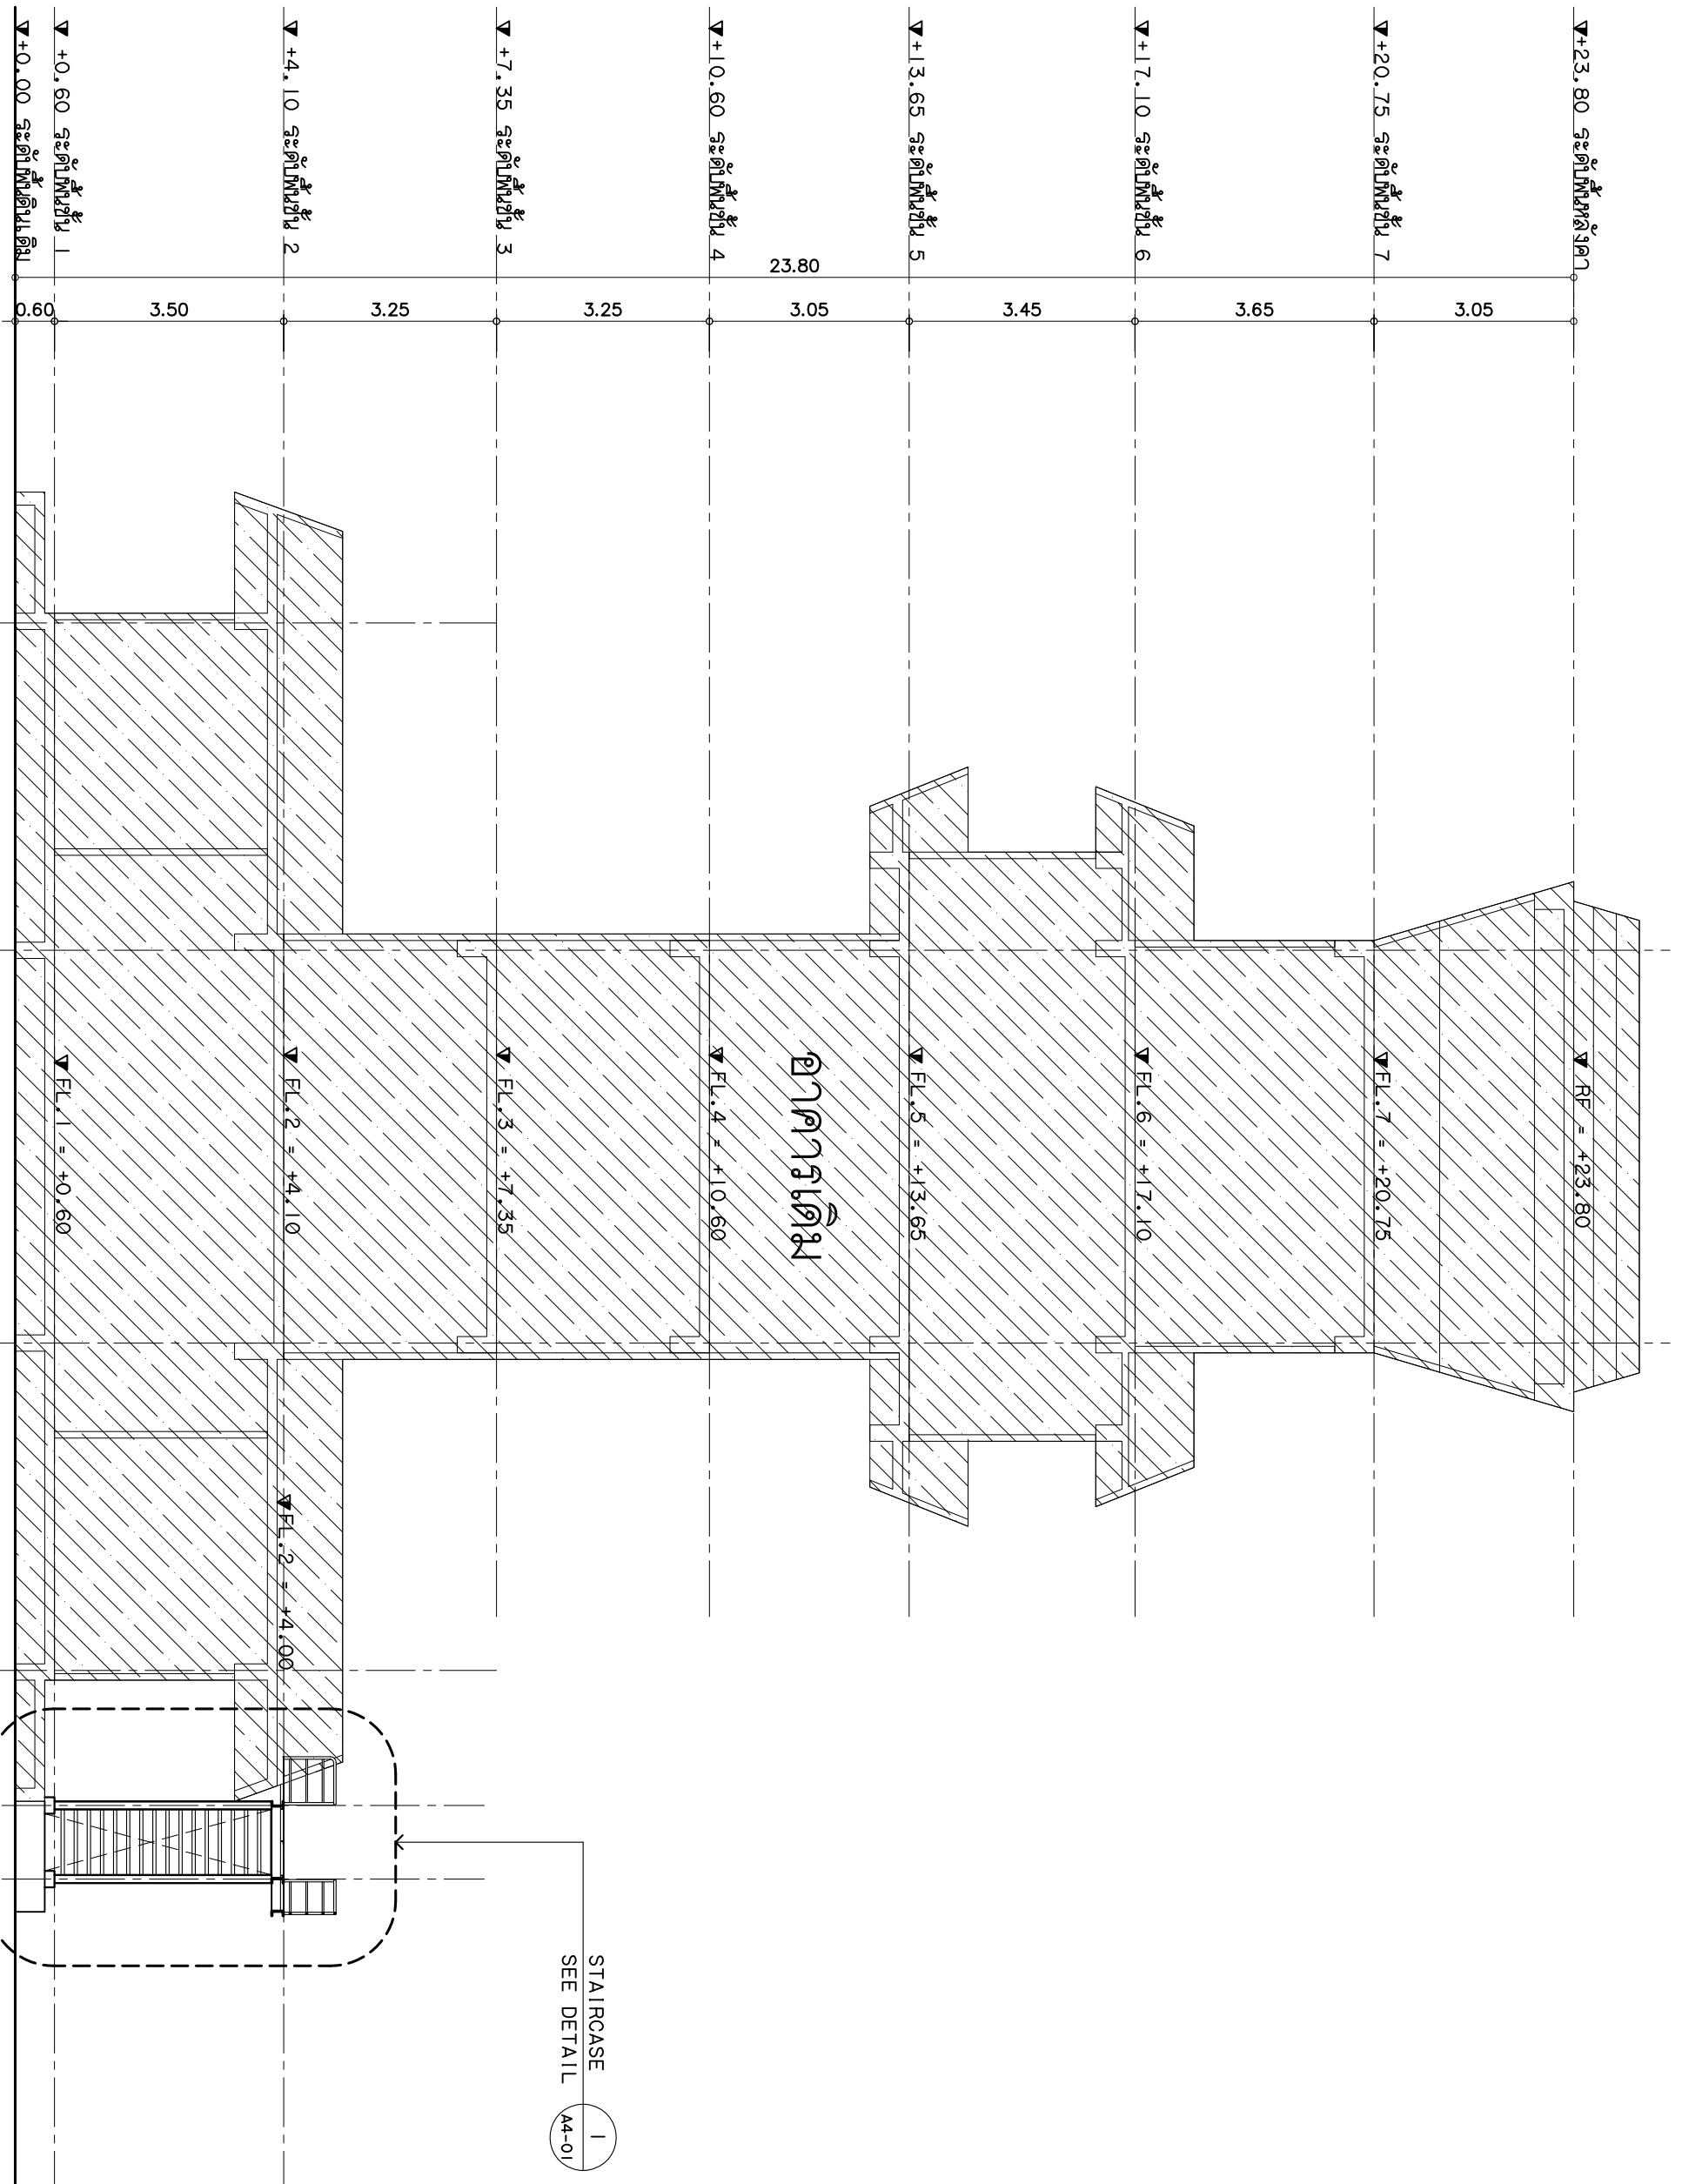 +23.80 ระดับพื้นหลังคา
+20.75 ระดับพื้นชั้น 7
+17.10 ระดับพื้นชั้น 6
+13.65 ระดับพื้นชั้น 5
+10.60 ระดับพื้นชั้น 4
+7.35 ระดับพื้นชั้น 3
+4.10 ระดับพื้นชั้น 2
+0.60 ระดับพื้นชั้น 1
+0.00 ระดับพื้นดินเดิม
23.80
3.05
3.65
3.45
3.05
3.25
3.25
3.50
0.60
RF = +23.80
FL.7 = +20.75
FL.6 = +17.10
FL.5 = +13.65
อาคารเดิม
FL.4 = +10.60
FL.3 = +7.35
FL.2 = +4.10
FL.1 = +0.60
FL.2 = +4.00
STAIRCASE
SEE DETAIL
1
A4-01